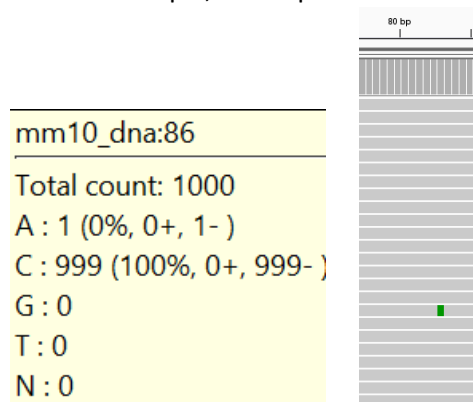 80 bp
mm10_dna:86
Total count: 1000
A : 1 (0%, 0+, 1- )
C : 999 (100%, 0+, 999- )
G : 0
T : 0
N : 0